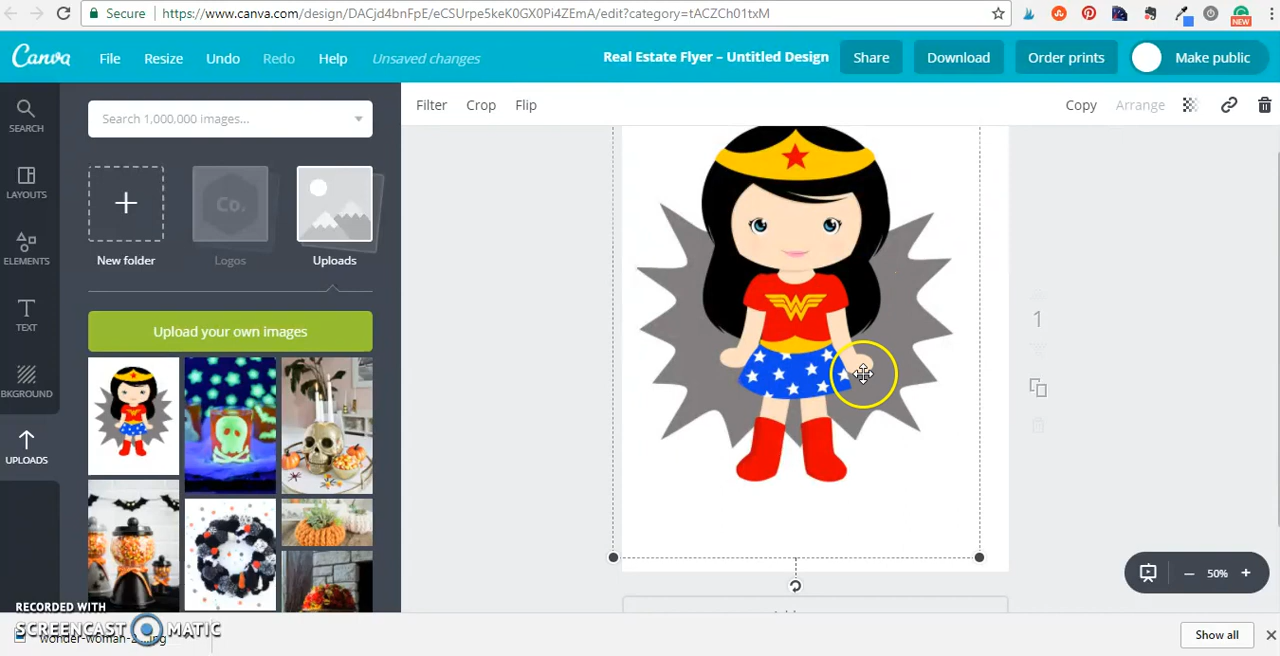 Secure
https://www.canva.com/design/DACjd4bnFpE/eCSUrpe5keK0GX0Pi4ZEmA/edit?category=tACZCh01txM
NEW
Canva
File
Resize
Undo
Redo
Help
Unsaved changes
Real Estate Flyer – Untitled Design
Share
Download
Order prints
Make public
SEARCH
LAYOUTS
ELEMENTS
TEXT
BKGROUND
UPLOADS
Search 1,000,000 images...
Co.
New folder
Logos
Uploads
Upload your own images
Filter
Crop
Flip
Copy
Arrange
1
50%
RECORDED WITH
SCREENCAST MATIC
Show all